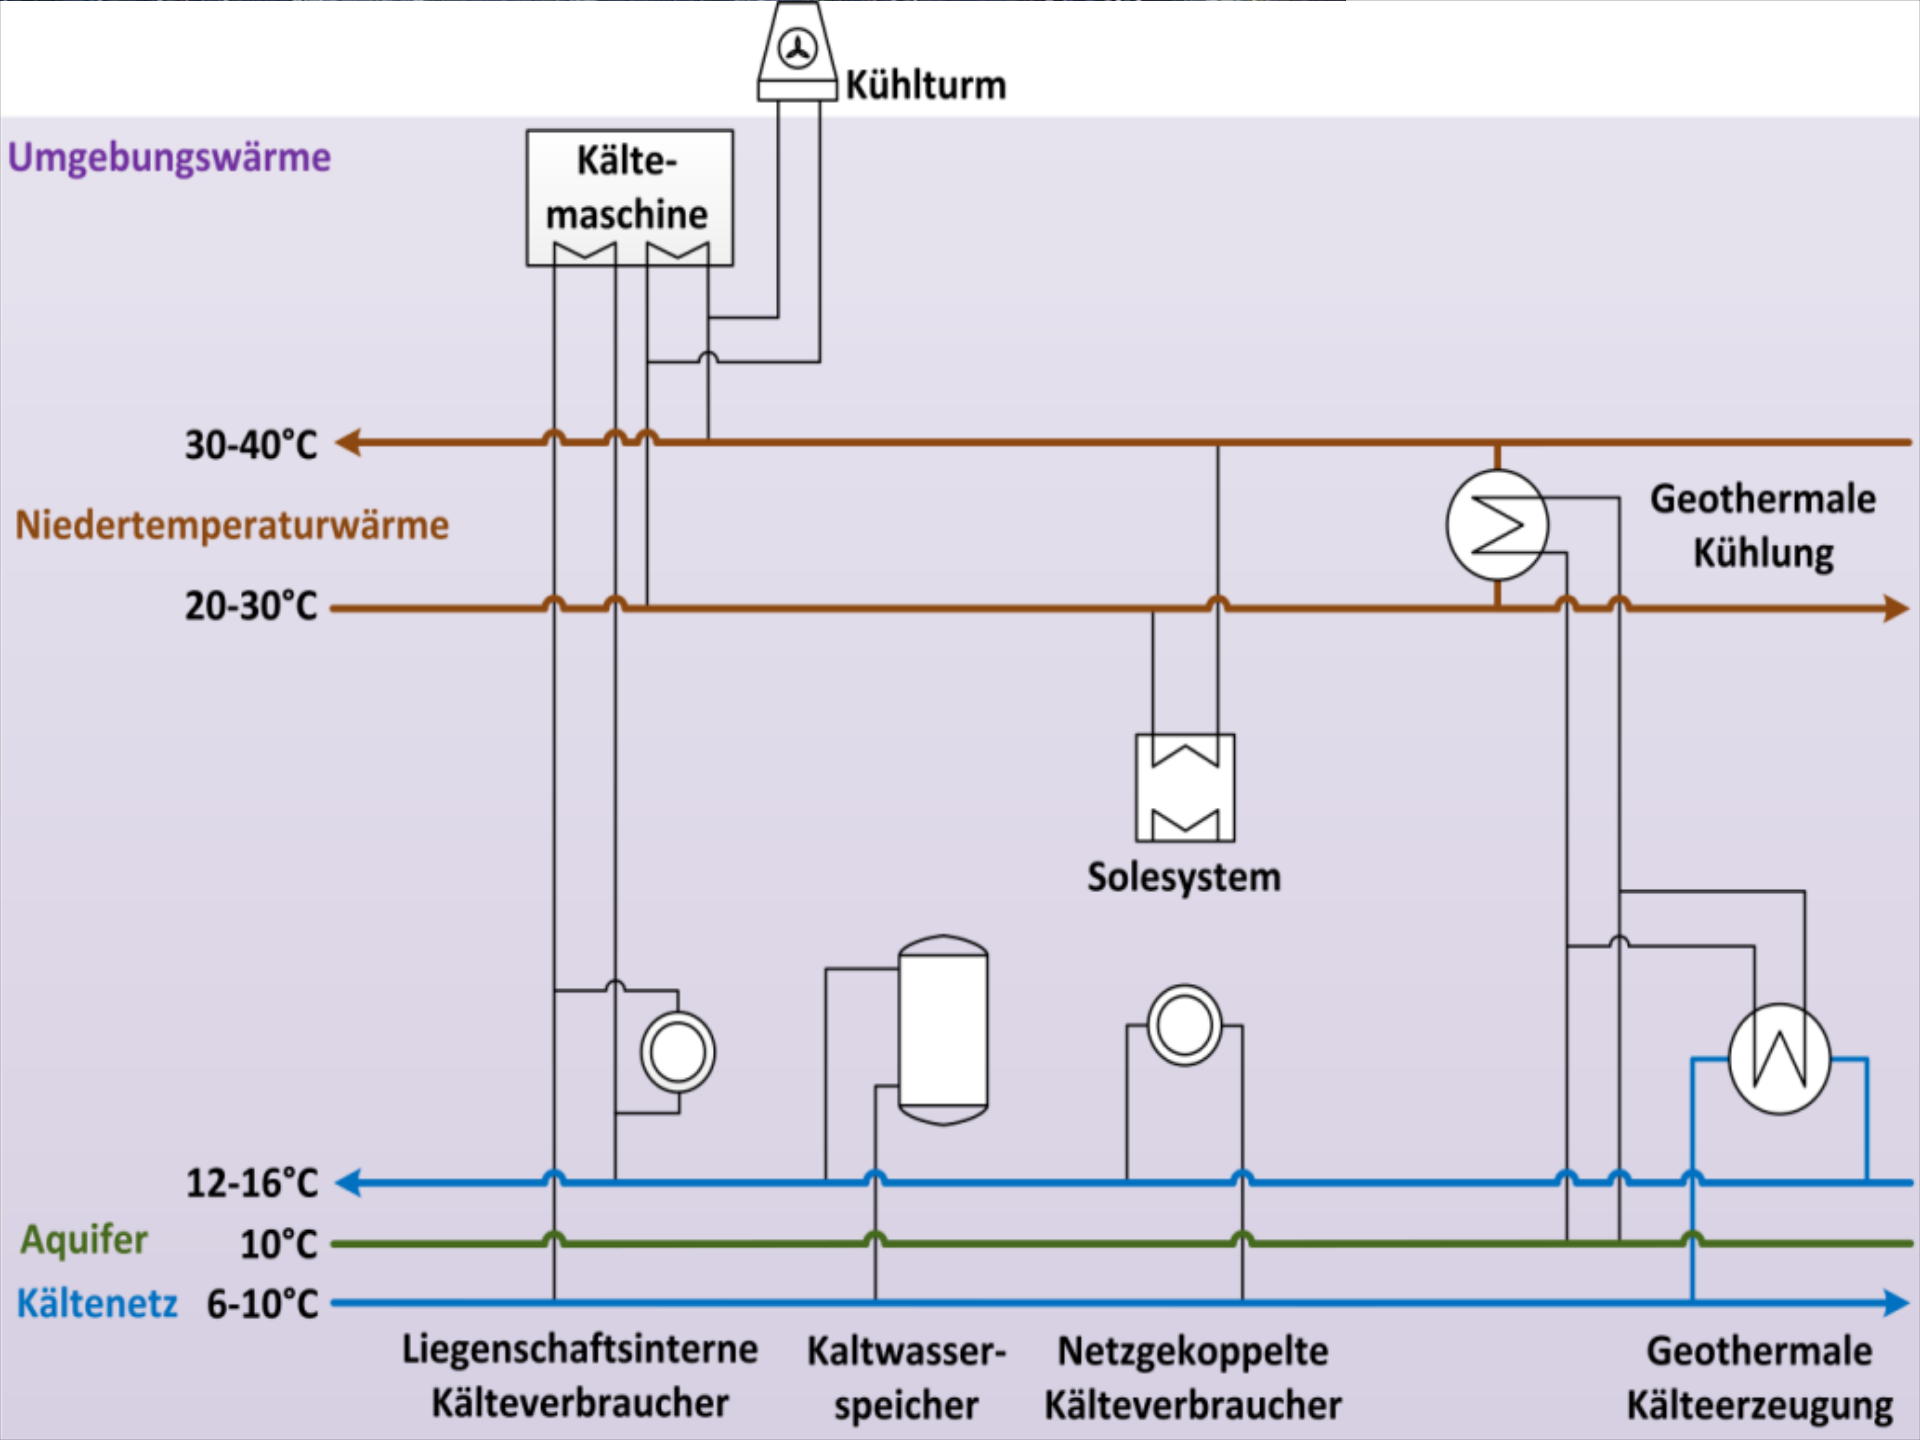 Kühlturm
Umgebungswärme
Kälte-
maschine
30-40°C
Niedertemperaturwärme
Geothermale
Kühlung
20-30°C
Solesystem
12-16°C
Aquifer 10°C
Kältenetz 6-10°C
Liegenschaftsinterne
Kälteverbraucher
Kaltwasser-
speicher
Netzgekoppelte
Kälteverbraucher
Geothermale
Kälteerzeugung